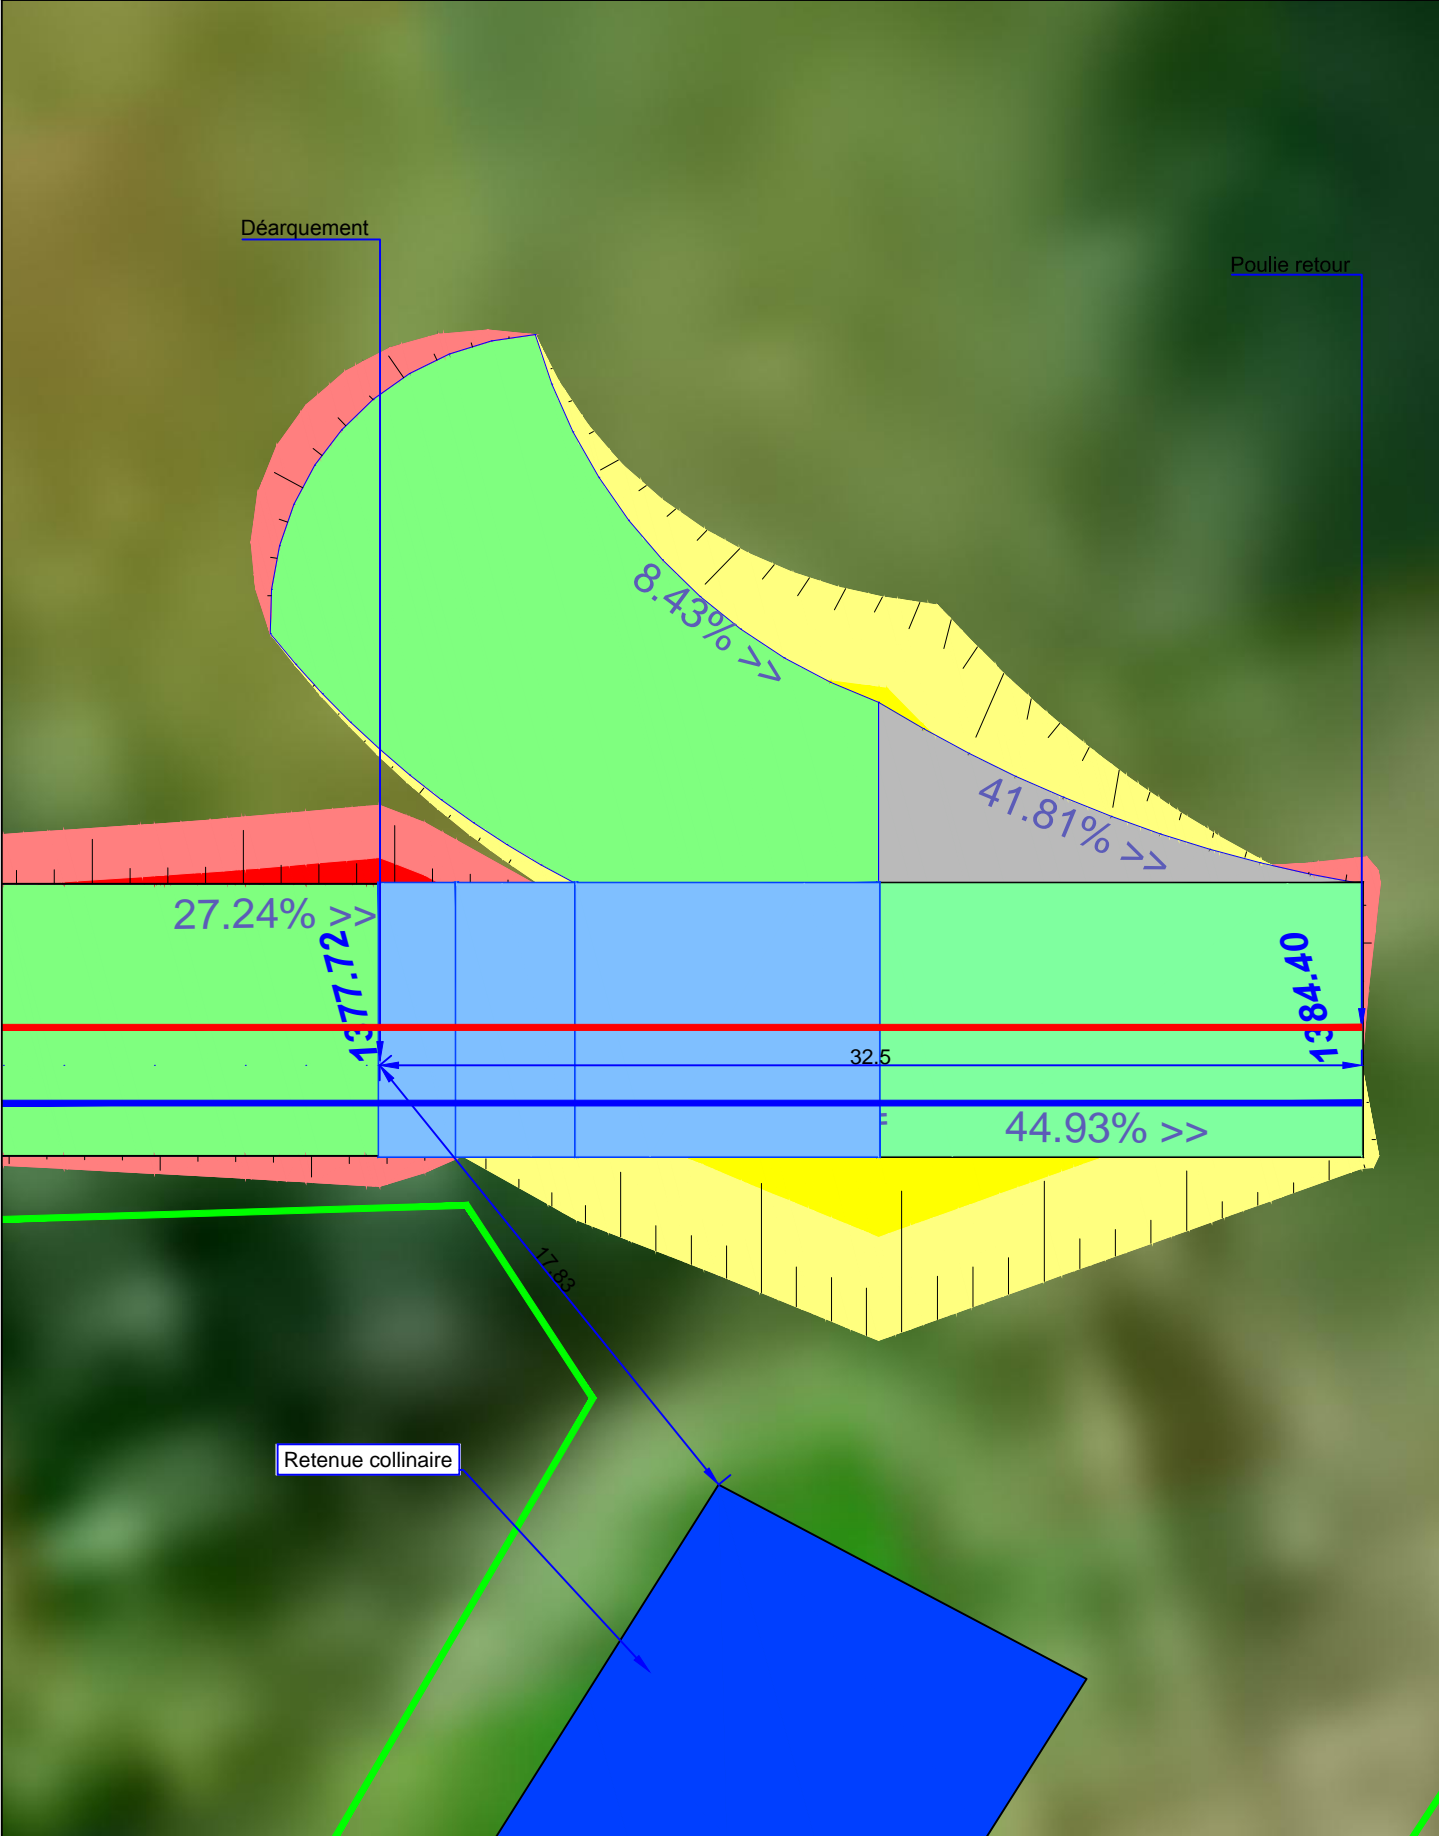 Déarquement
Poulie retour
8.43% >>
41.81% >>
27.24% >>
1377.72
1384.40
32.5
44.93% >>
17.83
Retenue collinaire